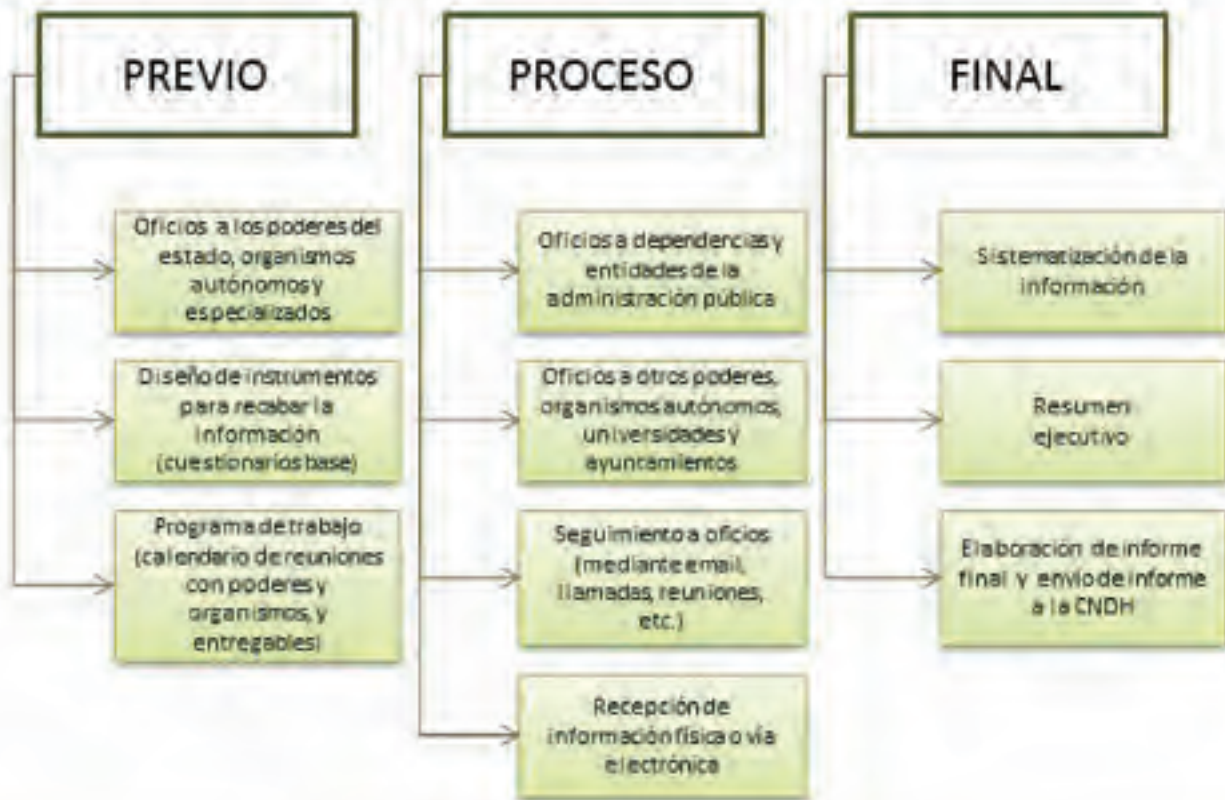 PREVIO
Oficios a los poderes del
estado, organismos
autónomos y
especializados
Diseño de instrumentos
para recabar la
información
(cuestionarios base)
Programa de trabajo
(calendario de reuniones
con poderes y
organismos, y
entregables)
PROCESO
Oficios a dependencias y
entidades de la
administración pública
Oficios a otros poderes,
organismos autónomos,
universidades y
ayuntamientos
Seguimiento a oficios
(mediante email,
llamadas, reuniones,
etc.)
Recepción de
información física o vía
electrónica
FINAL
Sistematización de la
información
Resumen
ejecutivo
Elaboración de informe
final y envío de informe
a la CNDH